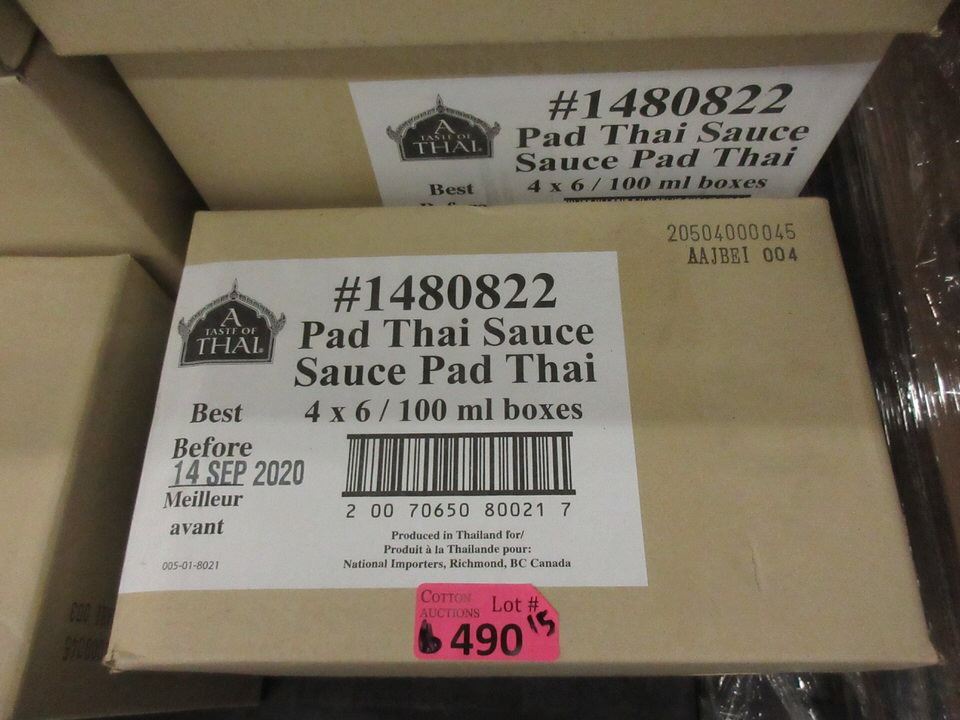 A
TASTE OF
THAI
#1480822
Pad Thai Sauce
Sauce Pad Thai
4 x 6 / 100 ml boxes
Best
20504000045
AAJBEI 004
A
TASTE OF
THAI
#1480822
Pad Thai Sauce
Sauce Pad Thai
4 x 6 / 100 ml boxes
Best
Before
14 SEP 2020
Meilleur
avant
005-01-8021
2 00 70650 80021 7
Produced in Thailand for/
Produit à la Thailande pour:
National Importers, Richmond, BC Canada
COTTON
AUCTIONS
Lot #
490
15